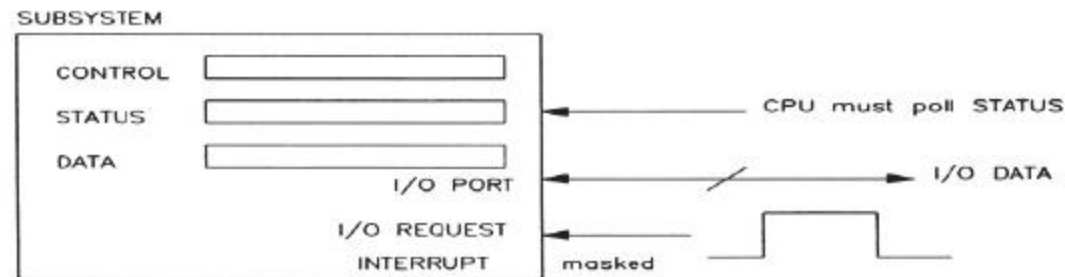 SUBSYSTEM
CONTROL
STATUS
CPU must poll STATUS
DATA
I/O PORT
I/O DATA
I/O REQUEST
INTERRUPT
masked